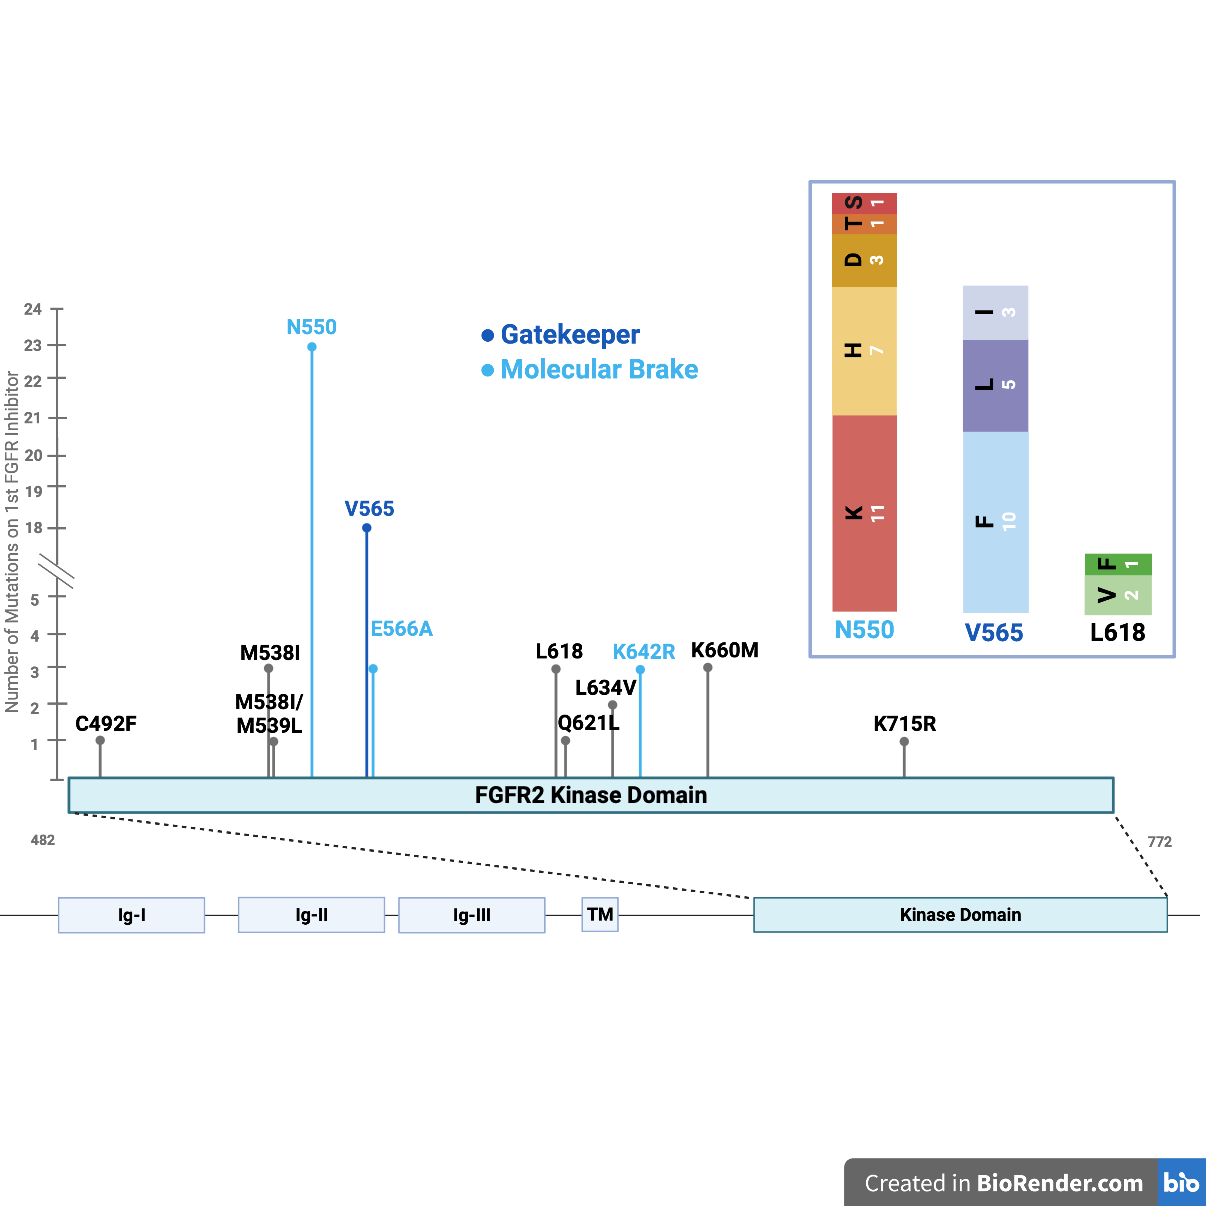 Number of Mutations on 1st FGFR Inhibitor
24
23
22
21
20
19
18
5
4
3
2
1
Gatekeeper
Molecular Brake
C492F
M538I
M538I/
M539L
N550
V565
E566A
L618
Q621L
L634V
K642R
K660M
K715R
S 1
T 1
D 3
H 7
K 11
N550
I 3
L 5
F 10
V565
F 1
V 2
L618
FGFR2 Kinase Domain
482
772
Ig-I
Ig-II
Ig-III
TM
Kinase Domain
Created in BioRender.com bio